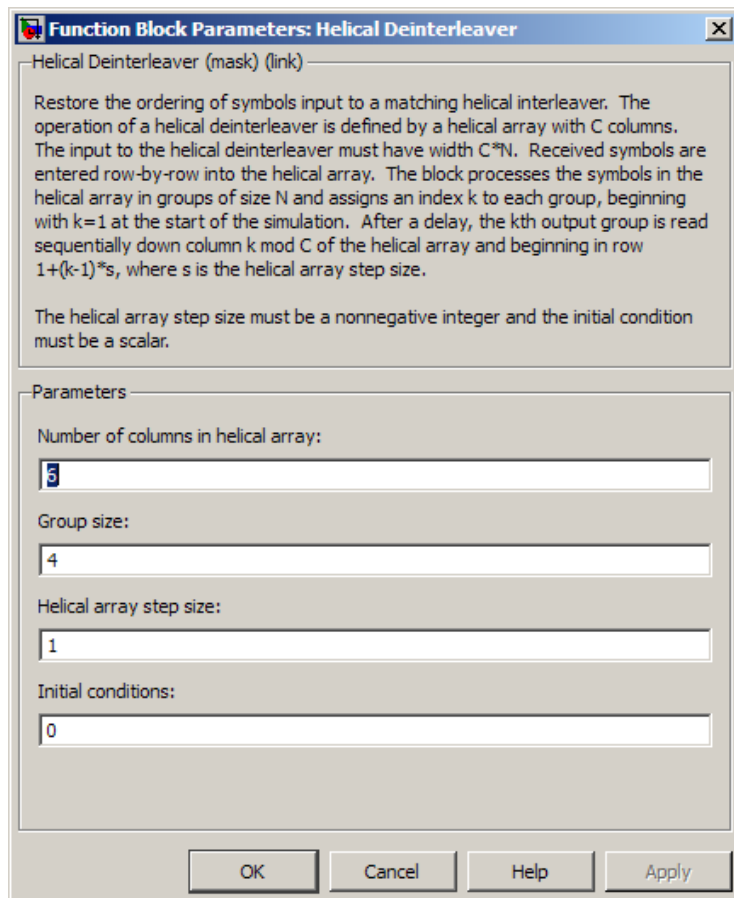 Function Block Parameters: Helical Deinterleaver
Helical Deinterleaver (mask) (link)
Restore the ordering of symbols input to a matching helical interleaver. The
operation of a helical deinterleaver is defined by a helical array with C columns.
The input to the helical deinterleaver must have width C*N. Received symbols are
entered row-by-row into the helical array. The block processes the symbols in the
helical array in groups of size N and assigns an index k to each group, beginning
with k=1 at the start of the simulation. After a delay, the kth output group is read
sequentially down column k mod C of the helical array and beginning in row
1+(k-1)*s, where s is the helical array step size.
The helical array step size must be a nonnegative integer and the initial condition
must be a scalar.
Parameters
Number of columns in helical array:
6
Group size:
4
Helical array step size:
1
Initial conditions:
0
OK Cancel Help Apply